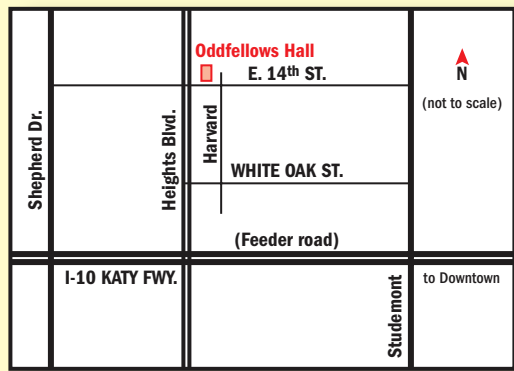 Oddfellows Hall
E. 14th ST.
N
(not to scale)
Shepherd Dr.
Heights Blvd.
Harvard
WHITE OAK ST.
(Feeder road)
I-10 KATY FWY.
Studemont
to Downtown